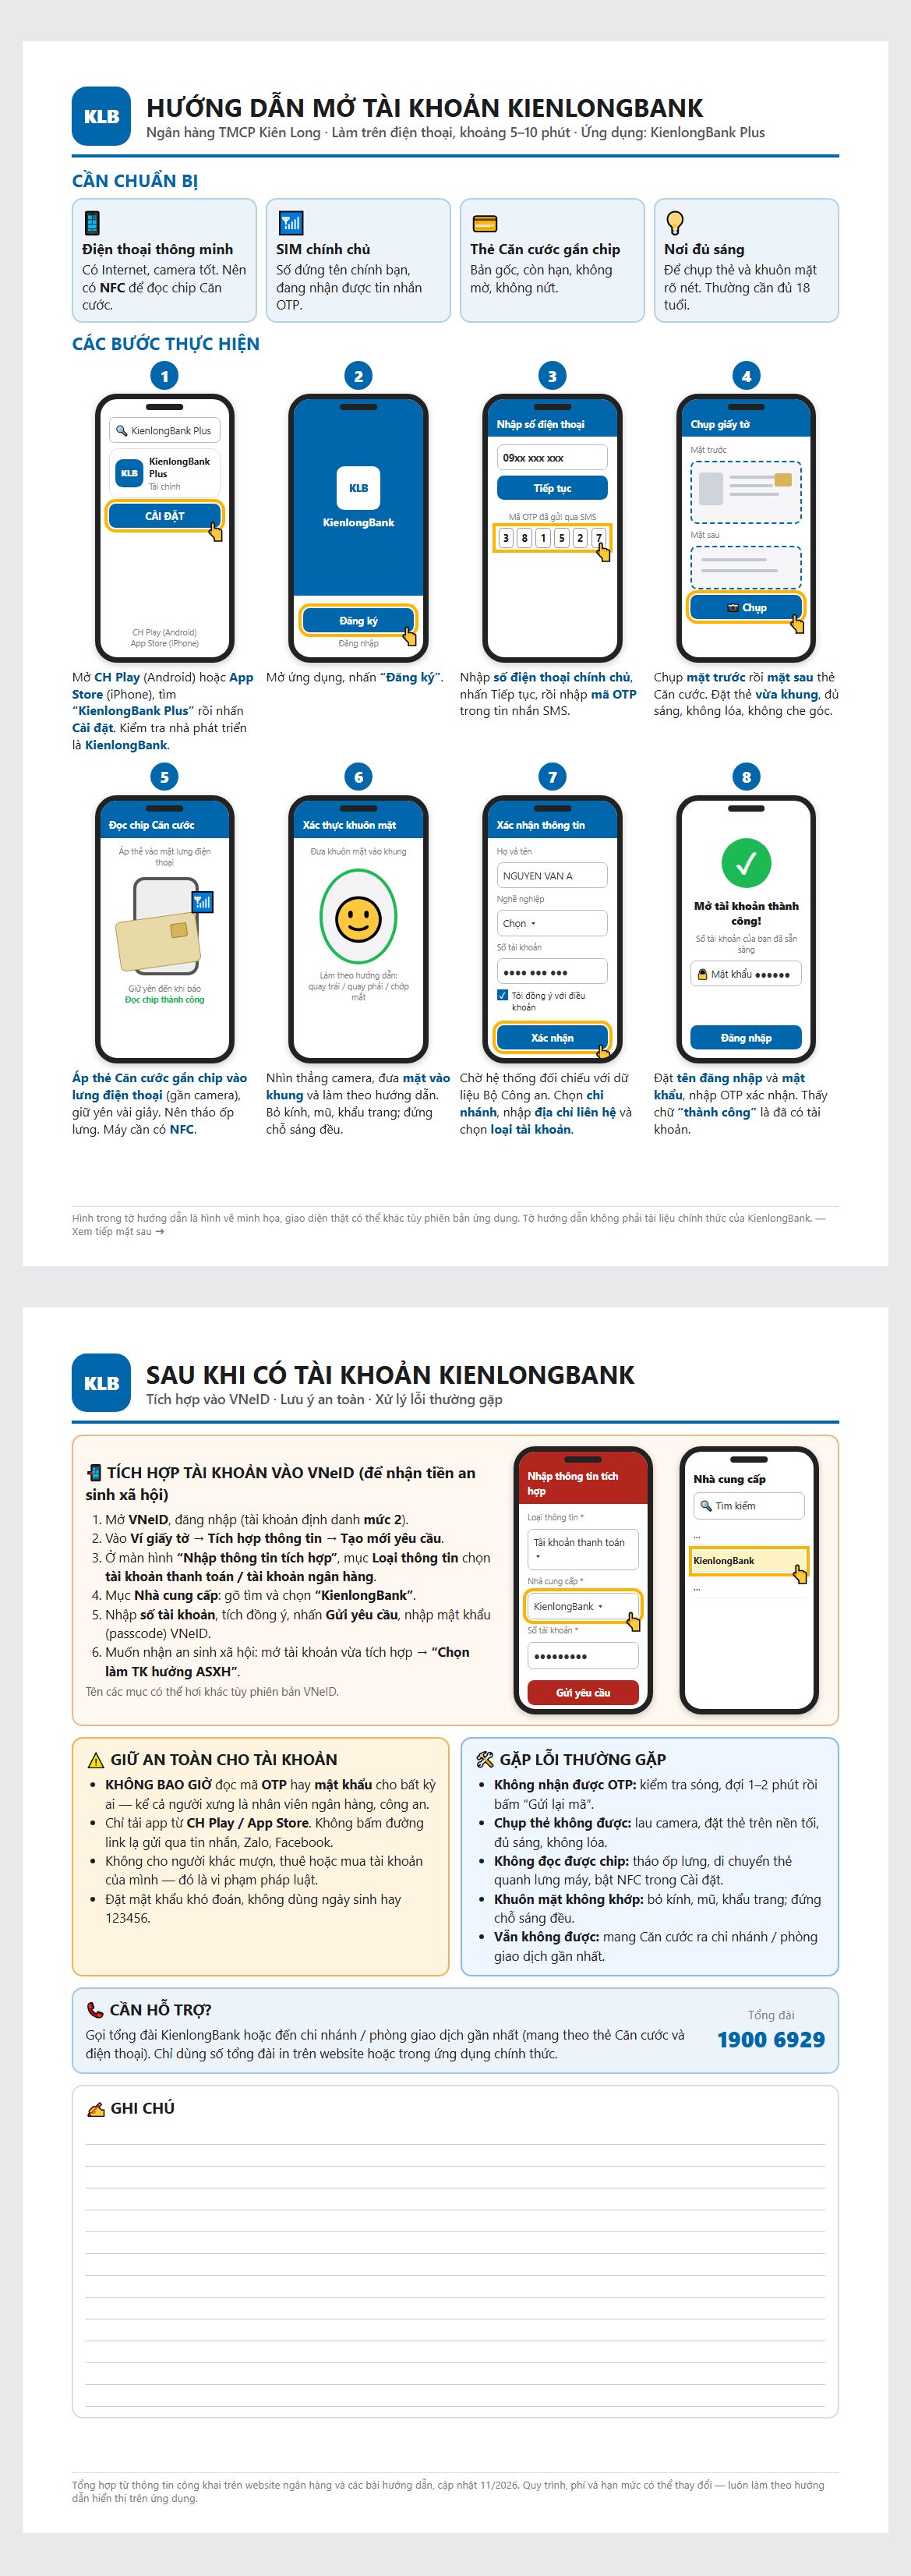 KLB
HƯỚNG DẪN MỞ TÀI KHOẢN KIENLONGBANK
Ngân hàng TMCP Kiên Long · Làm trên điện thoại, khoảng 5–10 phút · Ứng dụng: KienlongBank Plus
CẦN CHUẨN BỊ
Điện thoại thông minh
Có Internet, camera tốt. Nên
có NFC để đọc chip Căn
cước.
SIM chính chủ
Số đứng tên chính bạn,
đang nhận được tin nhắn
OTP.
Thẻ Căn cước gắn chip
Bản gốc, còn hạn, không
mờ, không nứt.
Nơi đủ sáng
Để chụp thẻ và khuôn mặt
rõ nét. Thường cần đủ 18
tuổi.
CÁC BƯỚC THỰC HIỆN
1
KienlongBank Plus
KLB
KienlongBank
Plus
Tài chính
CÀI ĐẶT
CH Play (Android)
App Store (iPhone)
Mở CH Play (Android) hoặc App
Store (iPhone), tìm
“KienlongBank Plus” rồi nhấn
Cài đặt. Kiểm tra nhà phát triển
là KienlongBank.
2
KLB
KienlongBank
Đăng ký
Đăng nhập
Mở ứng dụng, nhấn “Đăng ký”.
3
Nhập số điện thoại
09xx xxx xxx
Tiếp tục
Mã OTP đã gửi qua SMS
3 8 1 5 2 7
Nhập số điện thoại chính chủ,
nhấn Tiếp tục, rồi nhập mã OTP
trong tin nhắn SMS.
4
Chụp giấy tờ
Mặt trước
Mặt sau
Chụp
Chụp mặt trước rồi mặt sau thẻ
Căn cước. Đặt thẻ vừa khung, đủ
sáng, không lóa, không che góc.
5
Đọc chip Căn cước
Áp thẻ vào mặt lưng điện
thoại
Giữ yên đến khi báo
Đọc chip thành công
Áp thẻ Căn cước gắn chip vào
lưng điện thoại (gần camera),
giữ yên vài giây. Nên tháo ốp
lưng. Máy cần có NFC.
6
Xác thực khuôn mặt
Đưa khuôn mặt vào khung
Làm theo hướng dẫn:
quay trái / quay phải / chớp
mắt
Nhìn thẳng camera, đưa mặt vào
khung và làm theo hướng dẫn.
Bỏ kính, mũ, khẩu trang; đứng
chỗ sáng đều.
7
Xác nhận thông tin
Họ và tên
NGUYEN VAN A
Nghề nghiệp
Chọn ▾
Số tài khoản
●●●● ●●● ●●●
Tôi đồng ý với điều
khoản
Xác nhận
Chờ hệ thống đối chiếu với dữ
liệu Bộ Công an. Chọn chi
nhánh, nhập địa chỉ liên hệ và
chọn loại tài khoản.
8
Mở tài khoản thành
công!
Số tài khoản của bạn đã sẵn
sàng
Mật khẩu ●●●●●●
Đăng nhập
Đặt tên đăng nhập và mật
khẩu, nhập OTP xác nhận. Thấy
chữ “thành công” là đã có tài
khoản.
Hình trong tờ hướng dẫn là hình vẽ minh họa, giao diện thật có thể khác tùy phiên bản ứng dụng. Tờ hướng dẫn không phải tài liệu chính thức của KienlongBank. —
Xem tiếp mặt sau →
KLB
SAU KHI CÓ TÀI KHOẢN KIENLONGBANK
Tích hợp vào VNeID · Lưu ý an toàn · Xử lý lỗi thường gặp
TÍCH HỢP TÀI KHOẢN VÀO VNeID (để nhận tiền an
sinh xã hội)
1. Mở VNeID, đăng nhập (tài khoản định danh mức 2).
2. Vào Ví giấy tờ → Tích hợp thông tin → Tạo mới yêu cầu.
3. Ở màn hình “Nhập thông tin tích hợp”, mục Loại thông tin chọn
tài khoản thanh toán / tài khoản ngân hàng.
4. Mục Nhà cung cấp: gõ tìm và chọn “KienlongBank”.
5. Nhập số tài khoản, tích đồng ý, nhấn Gửi yêu cầu, nhập mật khẩu
(passcode) VNeID.
6. Muốn nhận an sinh xã hội: mở tài khoản vừa tích hợp → “Chọn
làm TK hưởng ASXH”.
Tên các mục có thể hơi khác tùy phiên bản VNeID.
Nhập thông tin tích
hợp
Loại thông tin *
Tài khoản thanh toán
▾
Nhà cung cấp *
KienlongBank ▾
Số tài khoản *
●●●●●●●●●
Gửi yêu cầu
Nhà cung cấp
Tìm kiếm
...
KienlongBank
...
GIỮ AN TOÀN CHO TÀI KHOẢN
• KHÔNG BAO GIỜ đọc mã OTP hay mật khẩu cho bất kỳ
ai — kể cả người xưng là nhân viên ngân hàng, công an.
• Chỉ tải app từ CH Play / App Store. Không bấm đường
link lạ gửi qua tin nhắn, Zalo, Facebook.
• Không cho người khác mượn, thuê hoặc mua tài khoản
của mình — đó là vi phạm pháp luật.
• Đặt mật khẩu khó đoán, không dùng ngày sinh hay
123456.
GẶP LỖI THƯỜNG GẶP
• Không nhận được OTP: kiểm tra sóng, đợi 1–2 phút rồi
bấm “Gửi lại mã”.
• Chụp thẻ không được: lau camera, đặt thẻ trên nền tối,
đủ sáng, không lóa.
• Không đọc được chip: tháo ốp lưng, di chuyển thẻ
quanh lưng máy, bật NFC trong Cài đặt.
• Khuôn mặt không khớp: bỏ kính, mũ, khẩu trang; đứng
chỗ sáng đều.
• Vẫn không được: mang Căn cước ra chi nhánh / phòng
giao dịch gần nhất.
CẦN HỖ TRỢ?
Gọi tổng đài KienlongBank hoặc đến chi nhánh / phòng giao dịch gần nhất (mang theo thẻ Căn cước và
điện thoại). Chỉ dùng số tổng đài in trên website hoặc trong ứng dụng chính thức.
Tổng đài
1900 6929
GHI CHÚ
Tổng hợp từ thông tin công khai trên website ngân hàng và các bài hướng dẫn, cập nhật 11/2026. Quy trình, phí và hạn mức có thể thay đổi — luôn làm theo hướng
dẫn hiển thị trên ứng dụng.